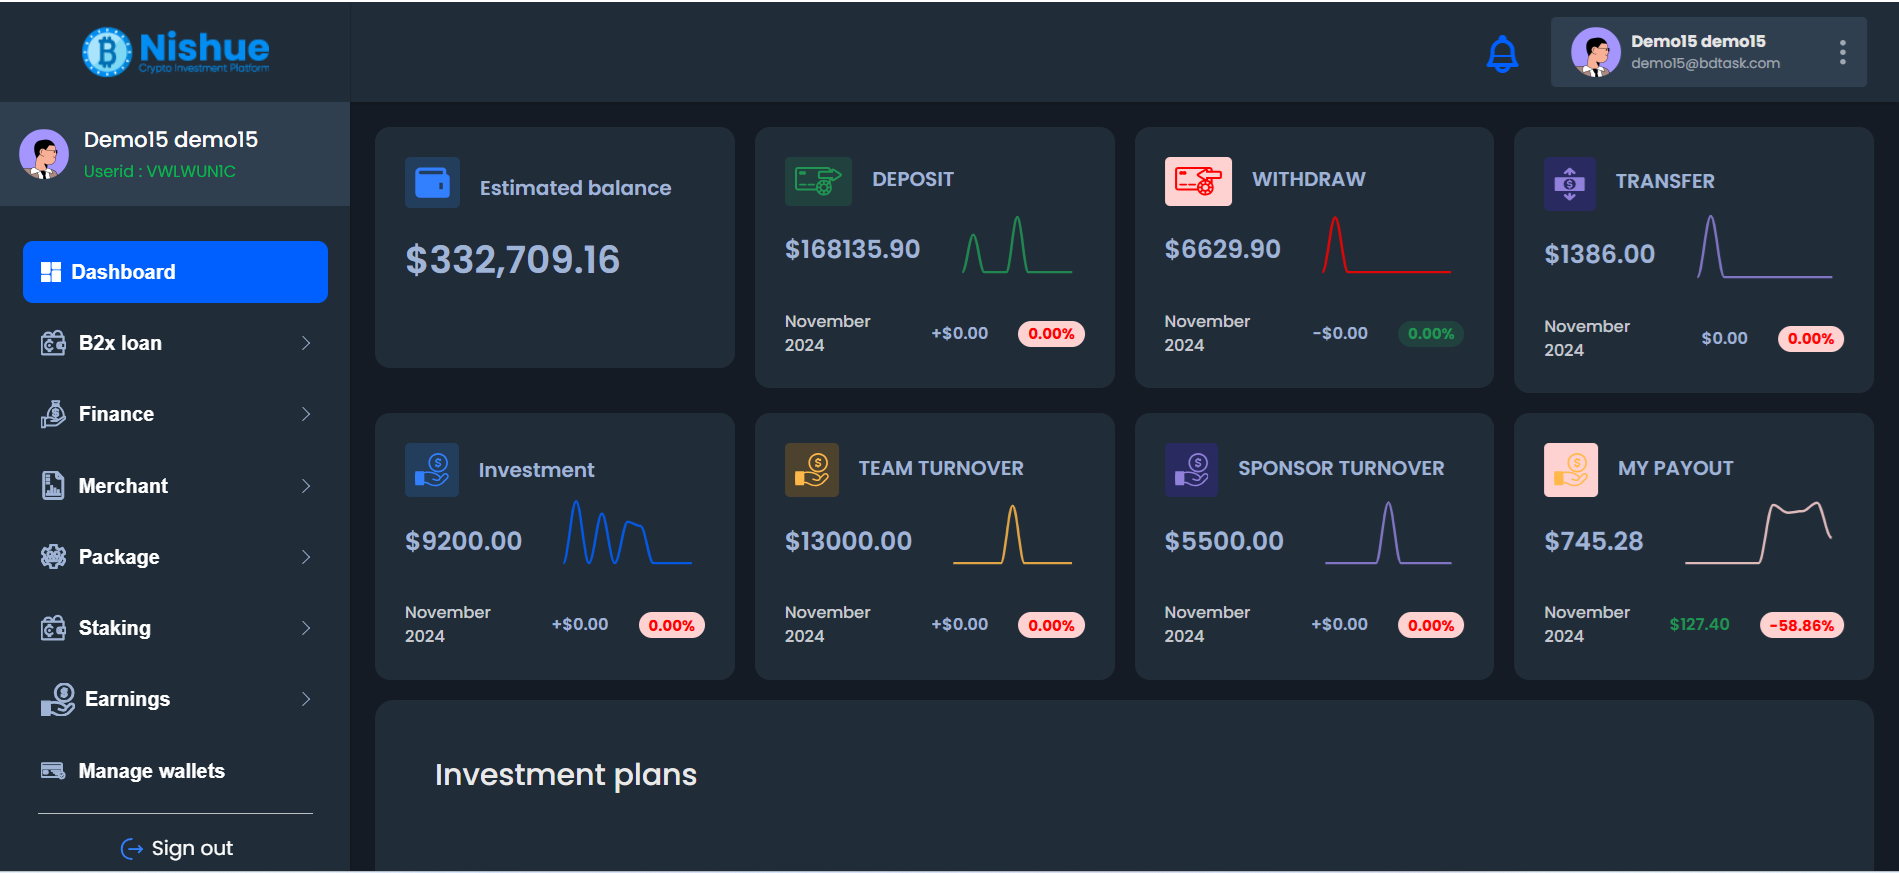 Nishue
Crypto Investment Platform
Demo15 demo15
demo15@bdtask.com
Demo15 demo15
Userid : VWLWUN1C
Dashboard
B2x loan
Finance
Merchant
Package
Staking
Earnings
Manage wallets
Sign out
Estimated balance
$332,709.16
DEPOSIT
$168135.90
November
2024
+$0.00
0.00%
WITHDRAW
$6629.90
November
2024
-$0.00
0.00%
TRANSFER
$1386.00
November
2024
$0.00
0.00%
Investment
$9200.00
November
2024
+$0.00
0.00%
TEAM TURNOVER
$13000.00
November
2024
+$0.00
0.00%
SPONSOR TURNOVER
$5500.00
November
2024
+$0.00
0.00%
MY PAYOUT
$745.28
November
2024
$127.40
-58.86%
Investment plans